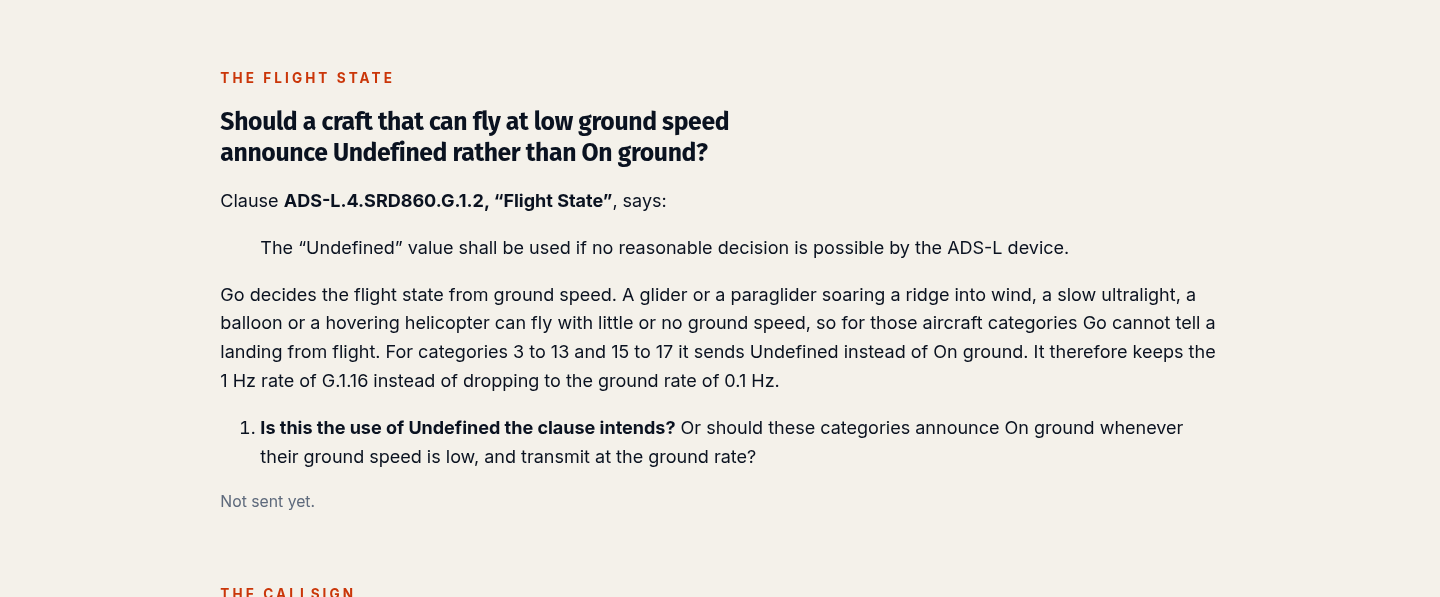 THE FLIGHT STATE
Should a craft that can fly at low ground speed
announce Undefined rather than On ground?
Clause ADS-L.4.SRD860.G.1.2, “Flight State”, says:
The “Undefined” value shall be used if no reasonable decision is possible by the ADS-L device.
Go decides the flight state from ground speed. A glider or a paraglider soaring a ridge into wind, a slow ultralight, a
balloon or a hovering helicopter can fly with little or no ground speed, so for those aircraft categories Go cannot tell a
landing from flight. For categories 3 to 13 and 15 to 17 it sends Undefined instead of On ground. It therefore keeps the
1 Hz rate of G.1.16 instead of dropping to the ground rate of 0.1 Hz.
1. Is this the use of Undefined the clause intends? Or should these categories announce On ground whenever
their ground speed is low, and transmit at the ground rate?
Not sent yet.
THE CALLSIGN